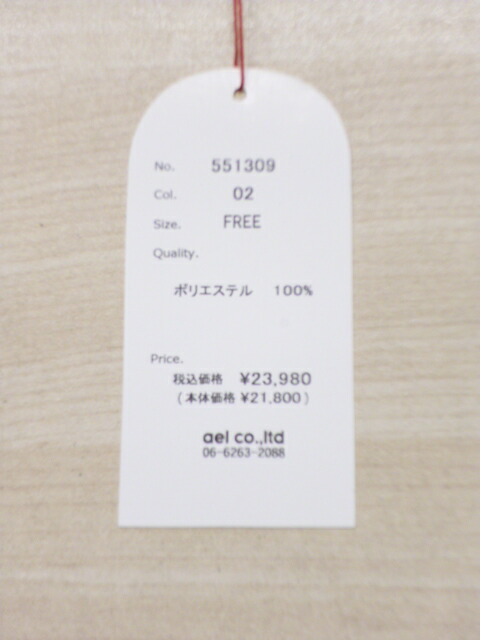 No. 551309
Col. 02
Size. FREE
Quality.
ポリエステル 100%
Price.
税込価格 ¥23,980
(本体価格 ¥21,800)
ael co.,ltd
06-6263-2088